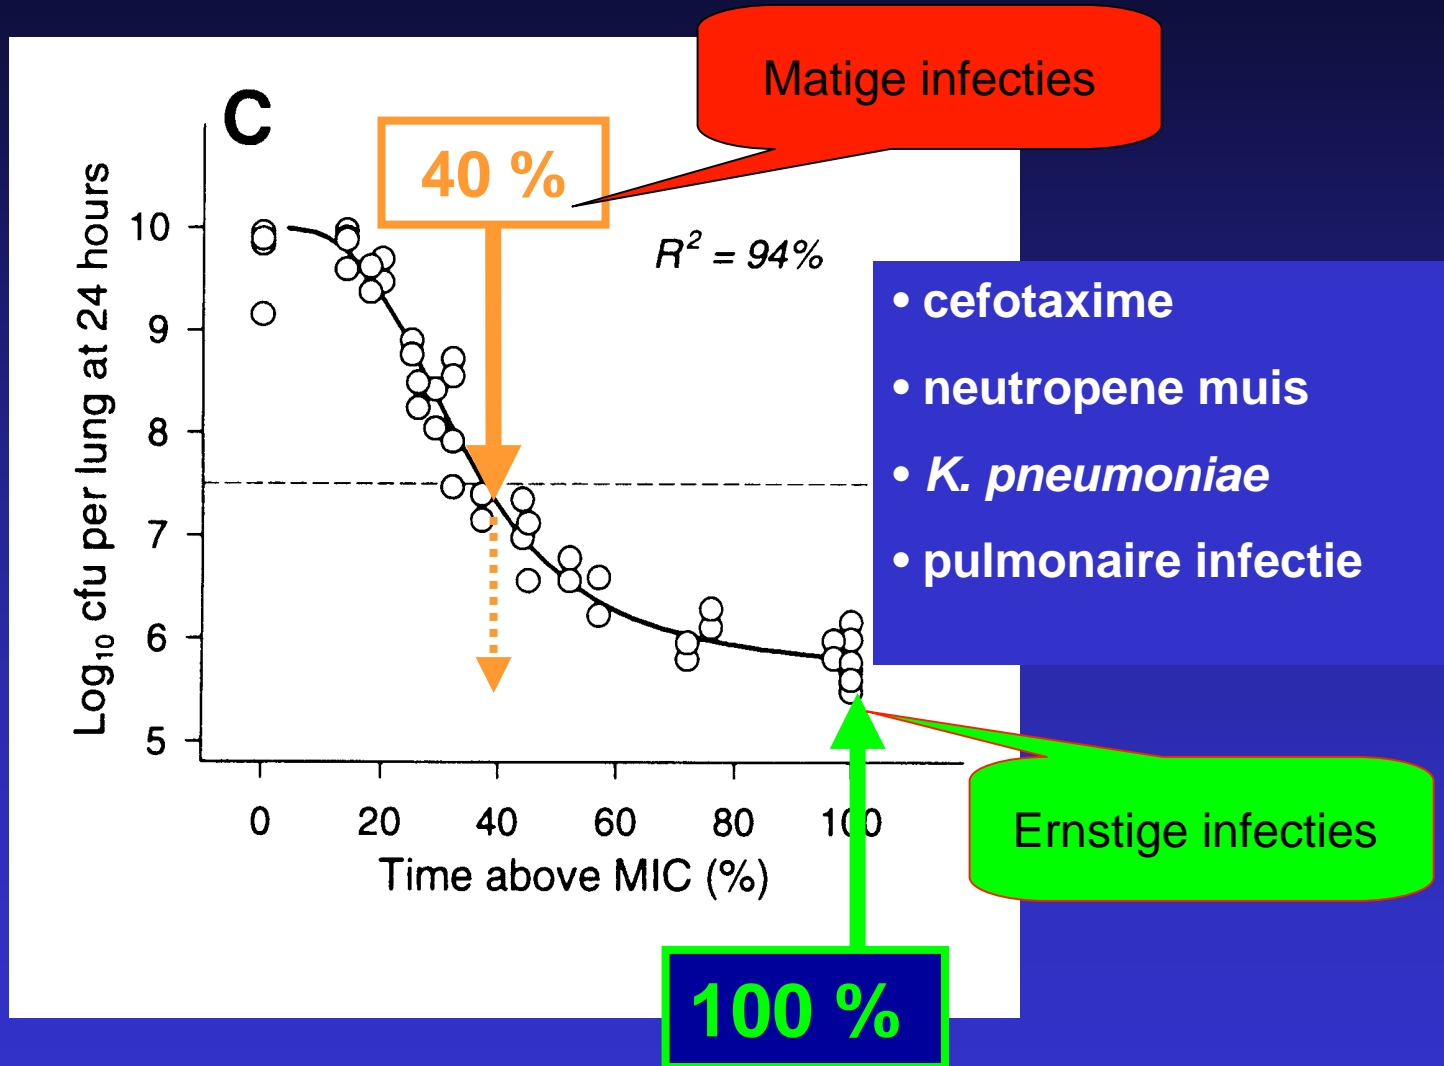 Matige infecties
C
40 %
R² = 94%
Log₁₀ cfu per lung at 24 hours
10
9
8
7
6
5
• cefotaxime
• neutropene muis
• K. pneumoniae
• pulmonaire infectie
0 20 40 60 80 100
Time above MIC (%)
Ernstige infecties
100 %